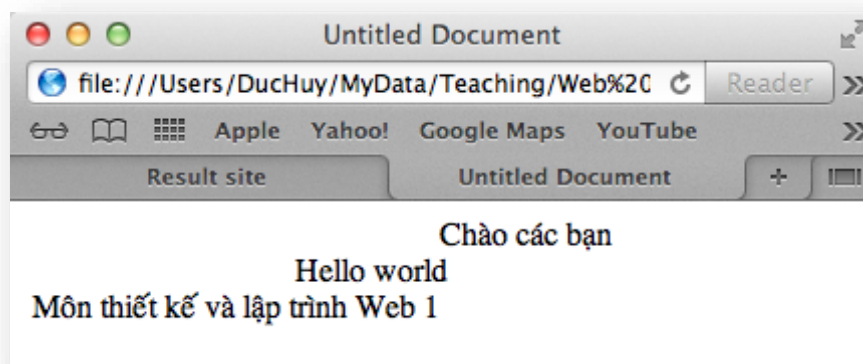 Untitled Document
file:///Users/DucHuy/MyData/Teaching/Web%20 Reader
Apple Yahoo! Google Maps YouTube
Result site Untitled Document
Chào các bạn
Hello world
Môn thiết kế và lập trình Web 1